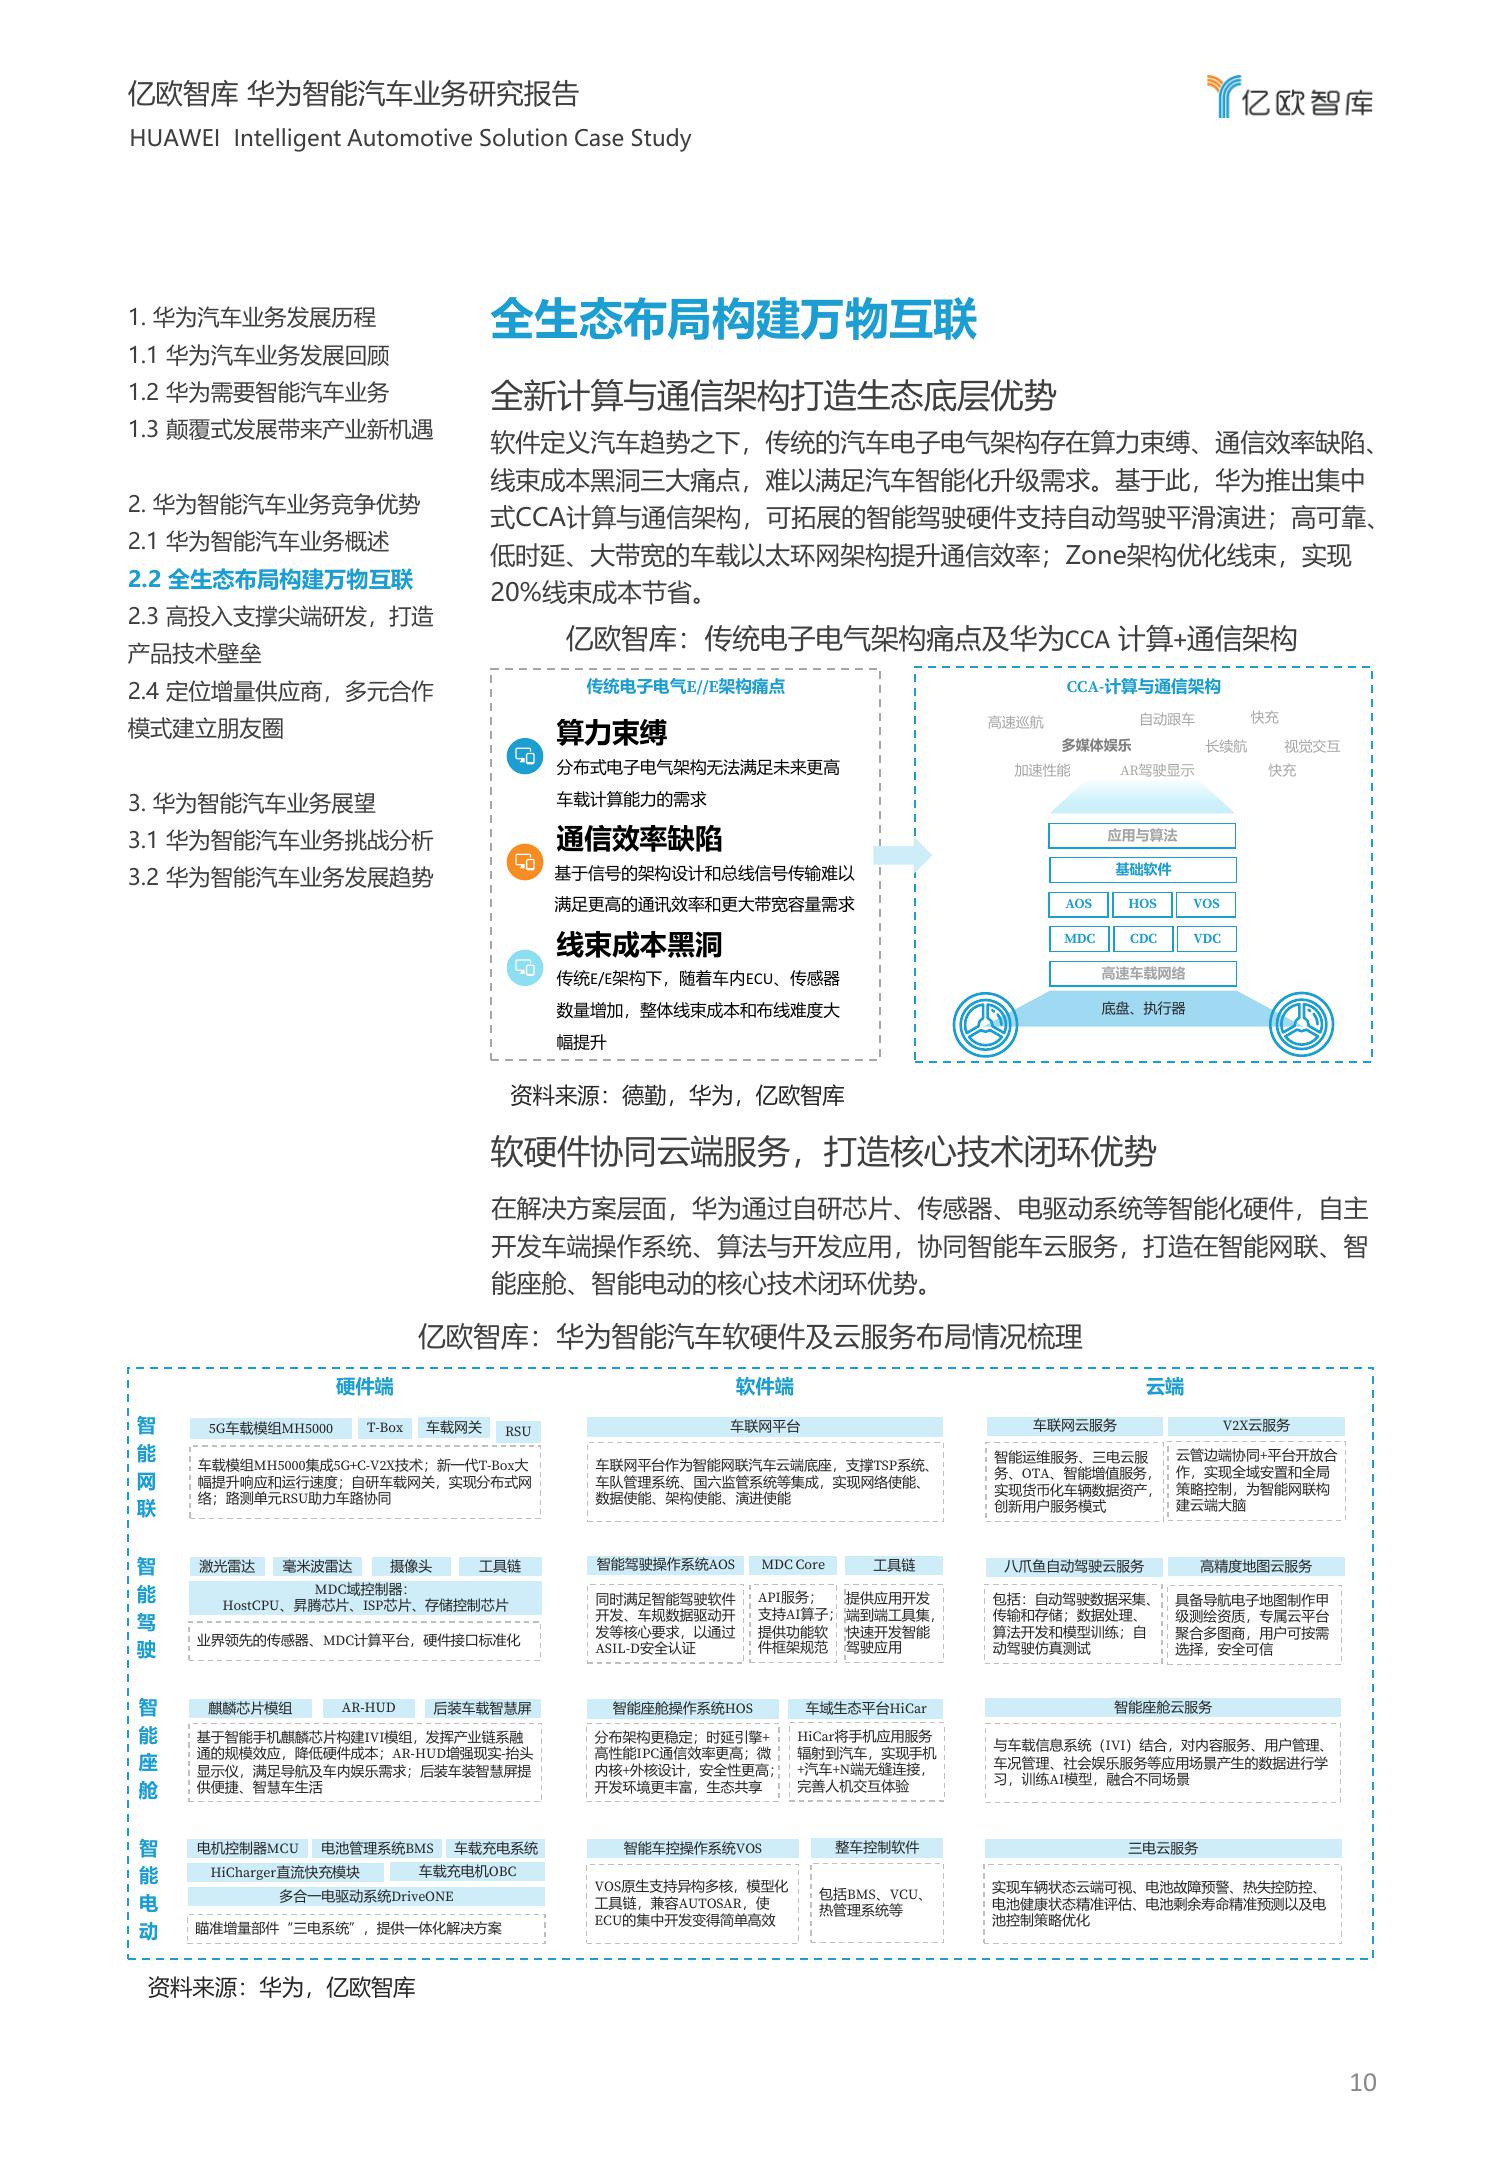 亿欧智库 华为智能汽车业务研究报告
HUAWEI Intelligent Automotive Solution Case Study
亿欧智库
1. 华为汽车业务发展历程
1.1 华为汽车业务发展回顾
1.2 华为需要智能汽车业务
1.3 颠覆式发展带来产业新机遇
2. 华为智能汽车业务竞争优势
2.1 华为智能汽车业务概述
2.2 全生态布局构建万物互联
2.3 高投入支撑尖端研发，打造
产品技术壁垒
2.4 定位增量供应商，多元合作
模式建立朋友圈
3. 华为智能汽车业务展望
3.1 华为智能汽车业务挑战分析
3.2 华为智能汽车业务发展趋势
全生态布局构建万物互联
全新计算与通信架构打造生态底层优势
软件定义汽车趋势之下，传统的汽车电子电气架构存在算力束缚、通信效率缺陷、
线束成本黑洞三大痛点，难以满足汽车智能化升级需求。基于此，华为推出集中
式CCA计算与通信架构，可拓展的智能驾驶硬件支持自动驾驶平滑演进；高可靠、
低时延、大带宽的车载以太环网架构提升通信效率；Zone架构优化线束，实现
20%线束成本节省。
亿欧智库：传统电子电气架构痛点及华为CCA 计算+通信架构
传统电子电气E//E架构痛点
算力束缚
分布式电子电气架构无法满足未来更高
车载计算能力的需求
通信效率缺陷
基于信号的架构设计和总线信号传输难以
满足更高的通讯效率和更大带宽容量需求
线束成本黑洞
传统E/E架构下，随着车内ECU、传感器
数量增加，整体线束成本和布线难度大
幅提升
CCA-计算与通信架构
高速巡航 自动跟车 快充
多媒体娱乐 长续航 视觉交互
加速性能 AR驾驶显示 快充
应用与算法
基础软件
AOS HOS VOS
MDC CDC VDC
高速车载网络
底盘、执行器
资料来源：德勤，华为，亿欧智库
软硬件协同云端服务，打造核心技术闭环优势
在解决方案层面，华为通过自研芯片、传感器、电驱动系统等智能化硬件，自主
开发车端操作系统、算法与开发应用，协同智能车云服务，打造在智能网联、智
能座舱、智能电动的核心技术闭环优势。
亿欧智库：华为智能汽车软硬件及云服务布局情况梳理
硬件端 软件端 云端
智能网联
5G车载模组MH5000 T-Box 车载网关 RSU
车载模组MH5000集成5G+C-V2X技术；新一代T-Box大
幅提升响应和运行速度；自研车载网关，实现分布式网
络；路测单元RSU助力车路协同
车联网平台
车联网平台作为智能网联汽车云端底座，支撑TSP系统、
车队管理系统、国六监管系统等集成，实现网络使能、
数据使能、架构使能、演进使能
车联网云服务
智能运维服务、三电云服
务、OTA、智能增值服务，
实现货币化车辆数据资产，
创新用户服务模式
V2X云服务
云管边端协同+平台开放合
作，实现全域安置和全局
策略控制，为智能网联构
建云端大脑
智能驾驶
激光雷达 毫米波雷达 摄像头 工具链
MDC域控制器：
HostCPU、昇腾芯片、ISP芯片、存储控制芯片
业界领先的传感器、MDC计算平台，硬件接口标准化
智能驾驶操作系统AOS
同时满足智能驾驶软件
开发、车规数据驱动开
发等核心要求，以通过
ASIL-D安全认证
MDC Core
API服务；
支持AI算子；
提供功能软
件框架规范
工具链
提供应用开发
端到端工具集，
快速开发智能
驾驶应用
八爪鱼自动驾驶云服务
包括：自动驾驶数据采集、
传输和存储；数据处理、
算法开发和模型训练；自
动驾驶仿真测试
高精度地图云服务
具备导航电子地图制作甲
级测绘资质，专属云平台
聚合多图商，用户可按需
选择，安全可信
智能座舱
麒麟芯片模组 AR-HUD 后装车载智慧屏
基于智能手机麒麟芯片构建IVI模组，发挥产业链系融
通的规模效应，降低硬件成本；AR-HUD增强现实-抬头
显示仪，满足导航及车内娱乐需求；后装车装智慧屏提
供便捷、智慧车生活
智能座舱操作系统HOS
分布架构更稳定；时延引擎+
高性能IPC通信效率更高；微
内核+外核设计，安全性更高；
开发环境更丰富，生态共享
车域生态平台HiCar
HiCar将手机应用服务
辐射到汽车，实现手机
+汽车+N端无缝连接，
完善人机交互体验
智能座舱云服务
与车载信息系统（IVI）结合，对内容服务、用户管理、
车况管理、社会娱乐服务等应用场景产生的数据进行学
习，训练AI模型，融合不同场景
智能电动
电机控制器MCU 电池管理系统BMS 车载充电系统
HiCharger直流快充模块 车载充电机OBC
多合一电驱动系统DriveONE
瞄准增量部件“三电系统”，提供一体化解决方案
智能车控操作系统VOS
VOS原生支持异构多核，模型化
工具链，兼容AUTOSAR，使
ECU的集中开发变得简单高效
整车控制软件
包括BMS、VCU、
热管理系统等
三电云服务
实现车辆状态云端可视、电池故障预警、热失控防控、
电池健康状态精准评估、电池剩余寿命精准预测以及电
池控制策略优化
资料来源：华为，亿欧智库
10